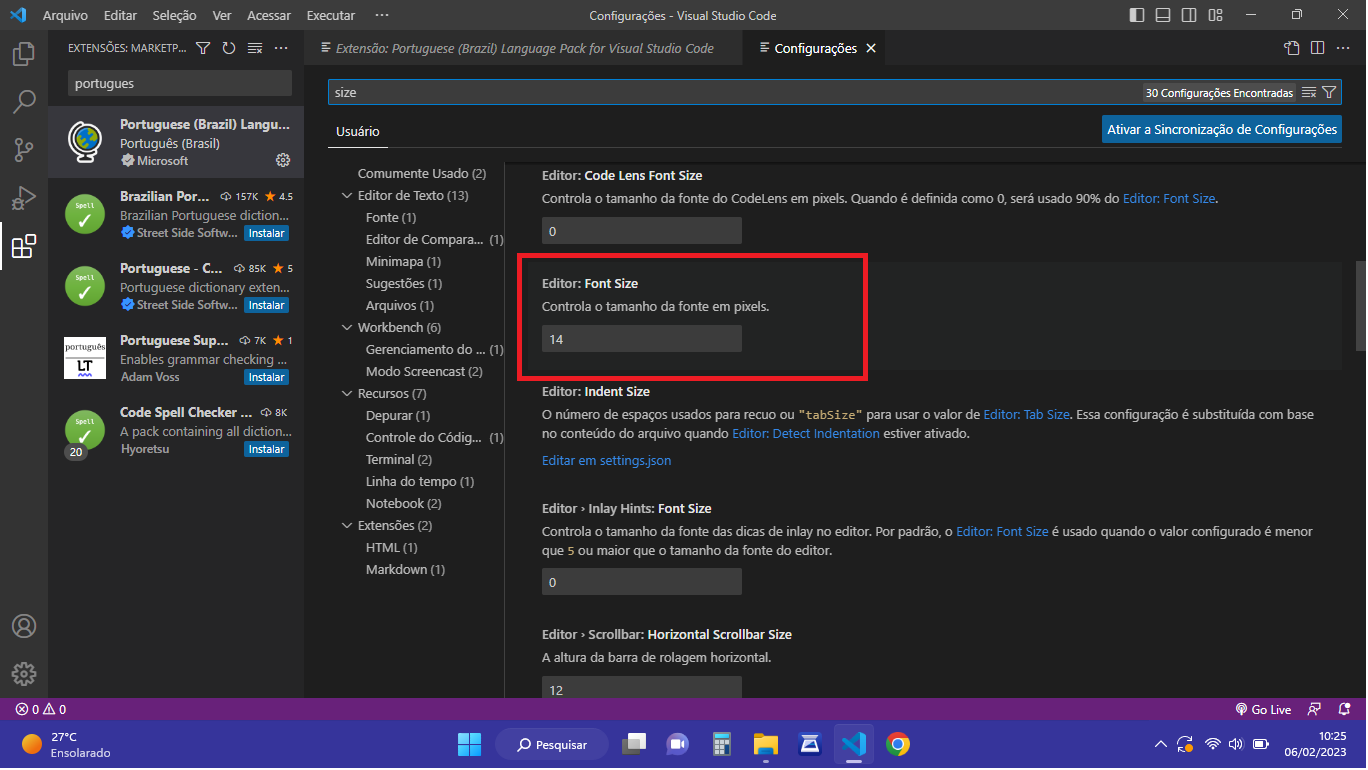 Arquivo Editar Seleção Ver Acessar Executar ···
Configurações - Visual Studio Code
EXTENSÕES: MARKETP...
portugues
Portuguese (Brazil) Langu...
Português (Brasil)
Microsoft
Brazilian Por... 157K 4.5
Brazilian Portuguese diction...
Street Side Softw... Instalar
Portuguese - C... 85K 5
Portuguese dictionary exten...
Street Side Softw... Instalar
Portuguese Sup... 7K 1
Enables grammar checking ...
Adam Voss Instalar
Code Spell Checker ... 8K
A pack containing all diction...
Hyoretsu Instalar
Spell
Spell
português
LT
Spell
20
Extensão: Portuguese (Brazil) Language Pack for Visual Studio Code
Configurações
size
30 Configurações Encontradas
Usuário
Ativar a Sincronização de Configurações
Comumente Usado (2)
Editor de Texto (13)
Fonte (1)
Editor de Compara... (1)
Minimapa (1)
Sugestões (1)
Arquivos (1)
Workbench (6)
Gerenciamento do ... (1)
Modo Screencast (2)
Recursos (7)
Depurar (1)
Controle do Códig... (1)
Terminal (2)
Linha do tempo (1)
Notebook (2)
Extensões (2)
HTML (1)
Markdown (1)
Editor: Code Lens Font Size
Controla o tamanho da fonte do CodeLens em pixels. Quando é definida como 0, será usado 90% do Editor: Font Size.
0
Editor: Font Size
Controla o tamanho da fonte em pixels.
14
Editor: Indent Size
O número de espaços usados para recuo ou "tabSize" para usar o valor de Editor: Tab Size. Essa configuração é substituída com base
no conteúdo do arquivo quando Editor: Detect Indentation estiver ativado.
Editar em settings.json
Editor › Inlay Hints: Font Size
Controla o tamanho da fonte das dicas de inlay no editor. Por padrão, o Editor: Font Size é usado quando o valor configurado é menor
que 5 ou maior que o tamanho da fonte do editor.
0
Editor › Scrollbar: Horizontal Scrollbar Size
A altura da barra de rolagem horizontal.
12
0 0
Go Live
27°C
Ensolarado
Pesquisar
10:25
06/02/2023